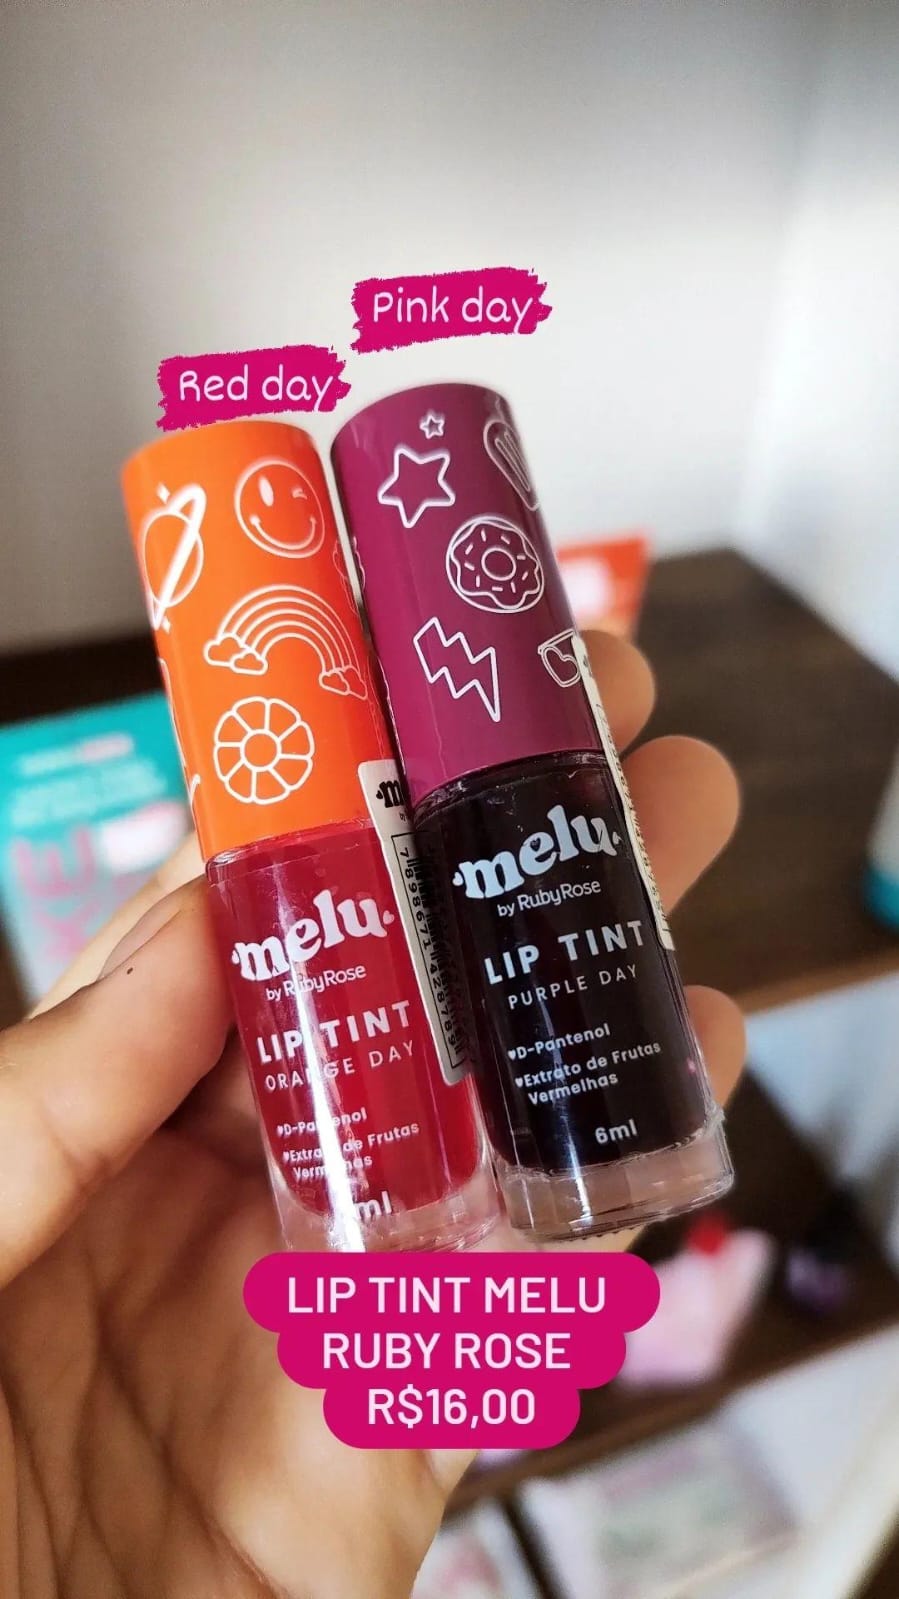 Pink day
Red day
melu
by RubyRose
LIP TINT
ORANGE DAY
D-Pantenol
Extrato de Frutas
Vermelhas
6ml
melu
by RubyRose
LIP TINT
PURPLE DAY
♥D-Pantenol
♥Extrato de Frutas
Vermelhas
6ml
LIP TINT MELU
RUBY ROSE
R$16,00